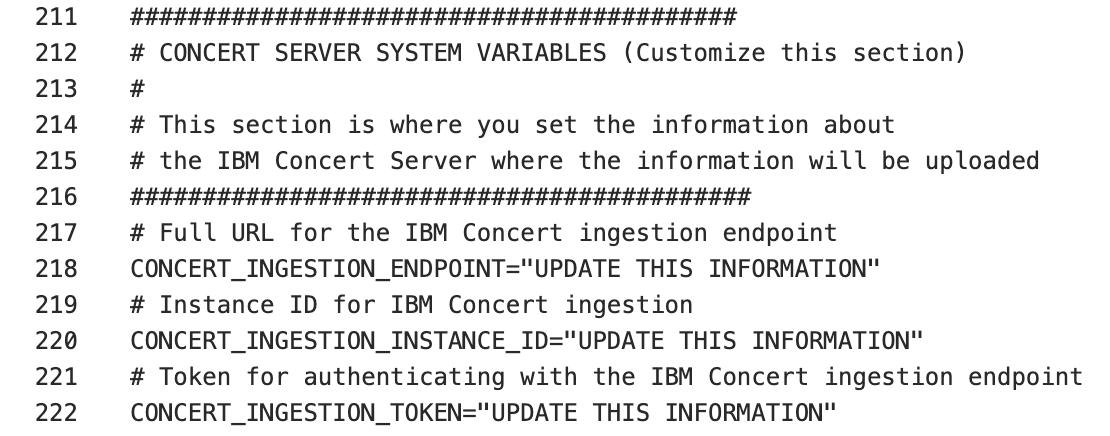 211 ##########################################
212 # CONCERT SERVER SYSTEM VARIABLES (Customize this section)
213 #
214 # This section is where you set the information about
215 # the IBM Concert Server where the information will be uploaded
216 ###########################################
217 # Full URL for the IBM Concert ingestion endpoint
218 CONCERT_INGESTION_ENDPOINT="UPDATE THIS INFORMATION"
219 # Instance ID for IBM Concert ingestion
220 CONCERT_INGESTION_INSTANCE_ID="UPDATE THIS INFORMATION"
221 # Token for authenticating with the IBM Concert ingestion endpoint
222 CONCERT_INGESTION_TOKEN="UPDATE THIS INFORMATION"